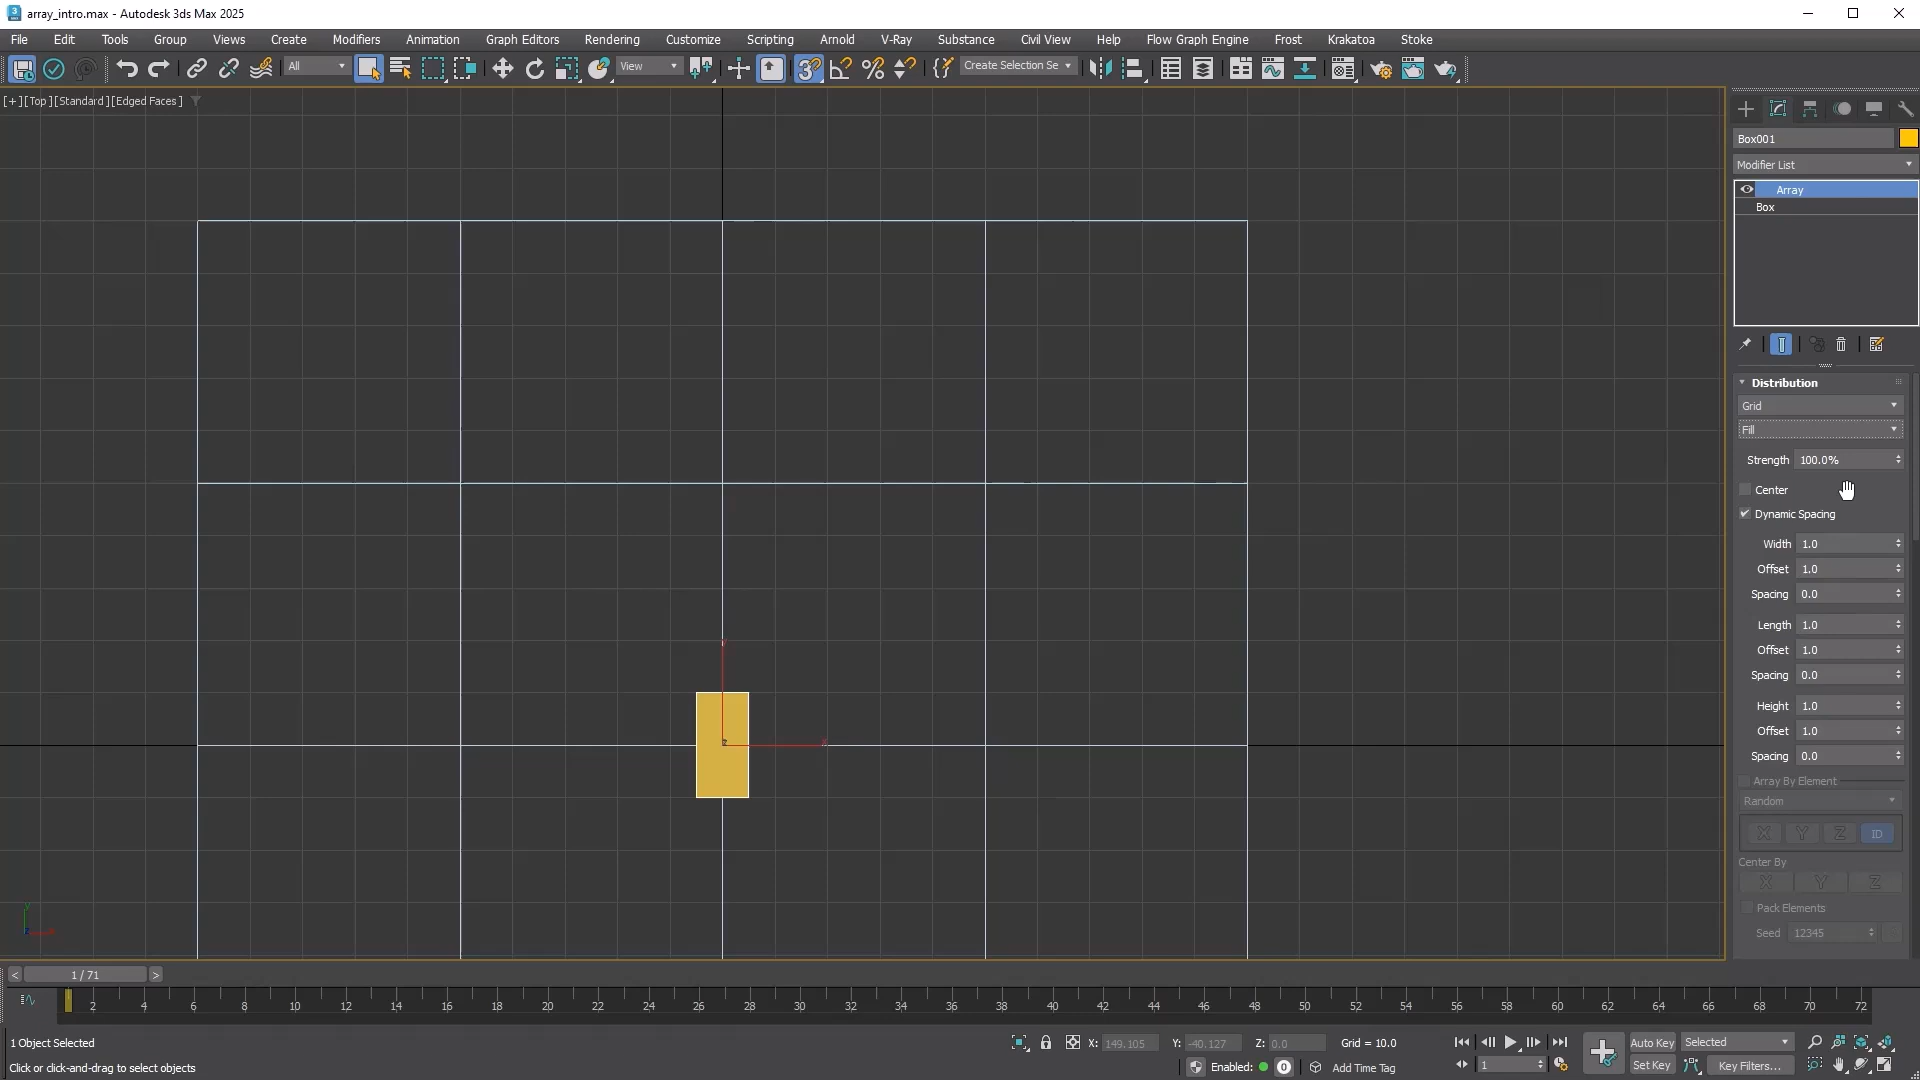 array_intro.max - Autodesk 3ds Max 2025
File Edit Tools Group Views Create Modifiers Animation Graph Editors Rendering Customize Scripting Arnold V-Ray Substance Civil View Help Flow Graph Engine Frost Krakatoa Stoke
All View Create Selection Se
[+][Top][Standard][Edged Faces]
Box001
Modifier List
Array
Box
Distribution
Grid
Fill
Strength 100.0%
Center
Dynamic Spacing
Width 1.0
Offset 1.0
Spacing 0.0
Length 1.0
Offset 1.0
Spacing 0.0
Height 1.0
Offset 1.0
Spacing 0.0
Array By Element
Random
X Y Z ID
Center By
X Y Z
Pack Elements
Seed 12345
< 1 / 71 >
2 4 6 8 10 12 14 16 18 20 22 24 26 28 30 32 34 36 38 40 42 44 46 48 50 52 54 56 58 60 62 64 66 68 70 72
1 Object Selected X: 149.105 Y: -40.127 Z: 0.0 Grid = 10.0 Auto Key Selected
Click or click-and-drag to select objects Enabled: 0 Add Time Tag 1 Set Key Key Filters...